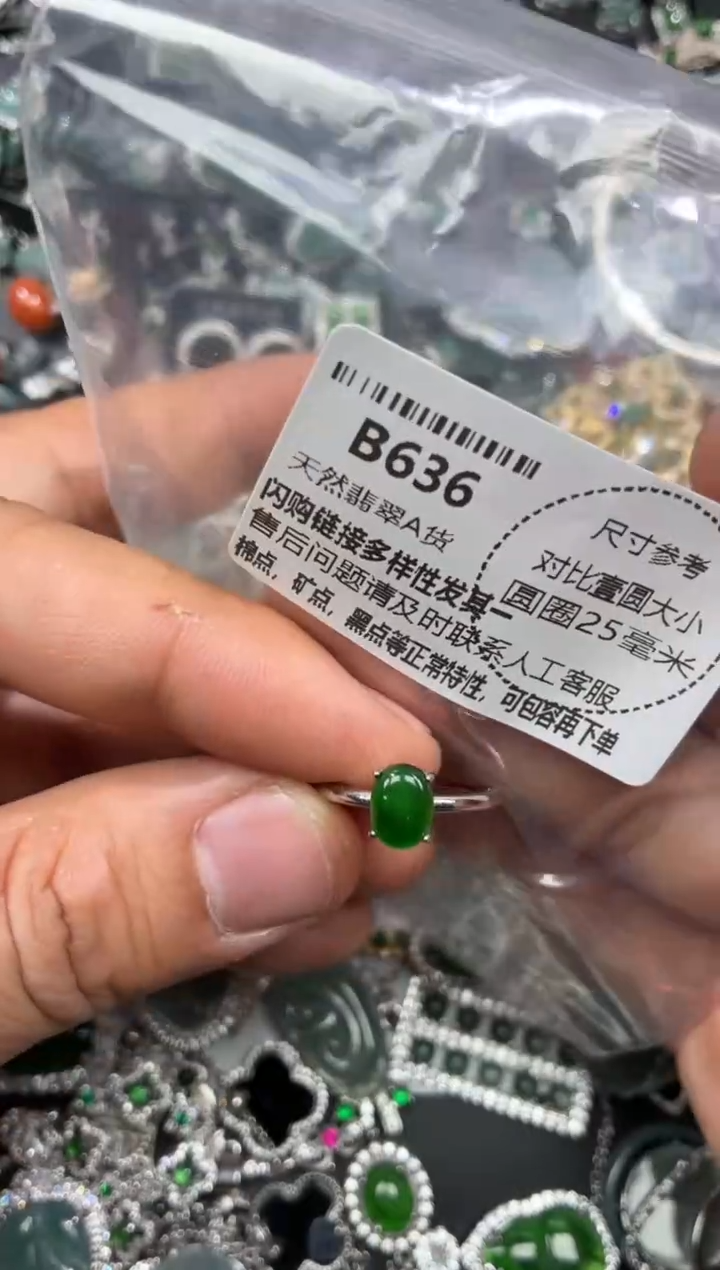 B636
天然翡翠A货
闪购链接多样性发其一
售后问题请及时联系人工客服
棉点，矿点，黑点等正常特性，可包容再下单
尺寸参考
对比壹圆大小
圆圈25毫米